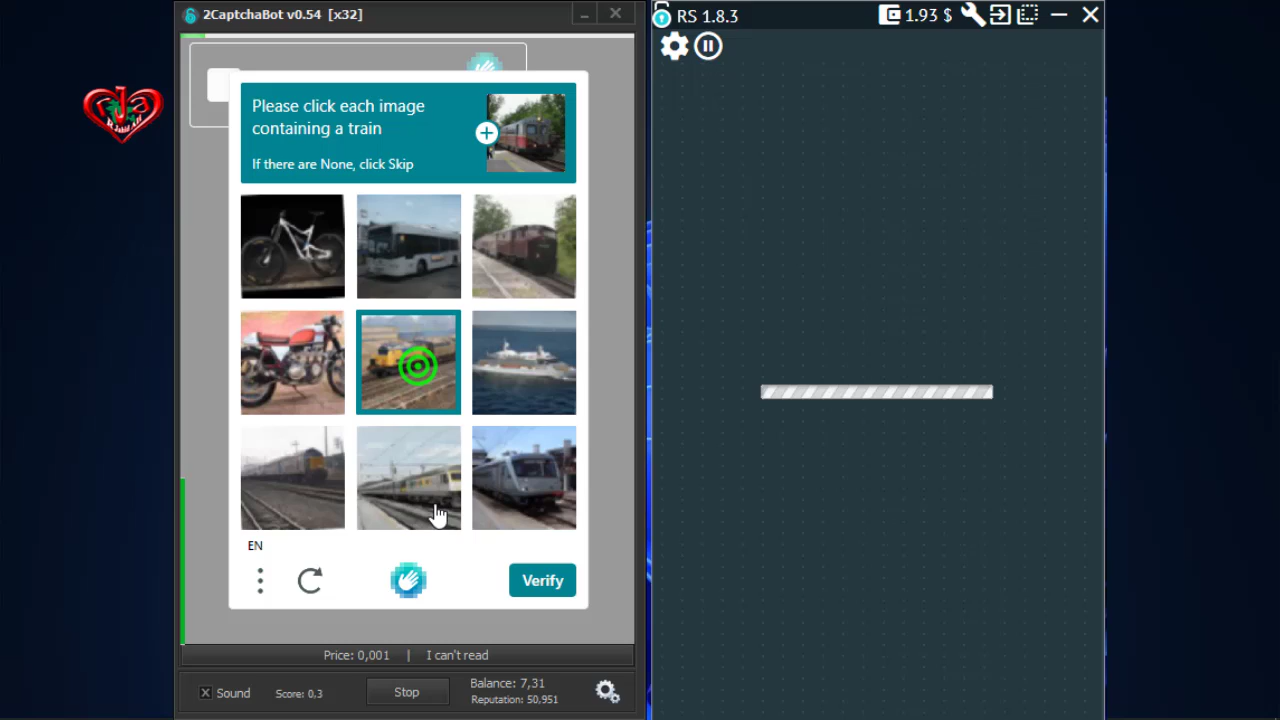 2CaptchaBot v0.54 [x32]
RS 1.8.3
1.93 $
Please click each image
containing a train
If there are None, click Skip
EN
Verify
Price: 0,001 | I can't read
Sound
Score: 0,3
Stop
Balance: 7,31
Reputation: 50,951